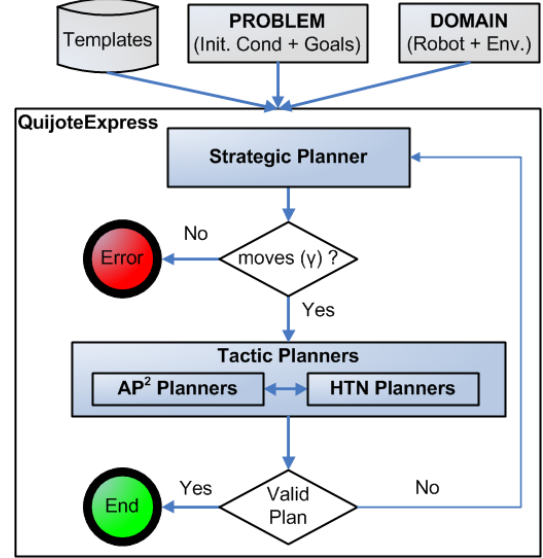 Templates
PROBLEM
(Init. Cond + Goals)
DOMAIN
(Robot + Env.)
QuijoteExpress
Strategic Planner
No
Error
moves (γ) ?
Yes
Tactic Planners
AP² Planners
HTN Planners
Yes
End
Valid
Plan
No